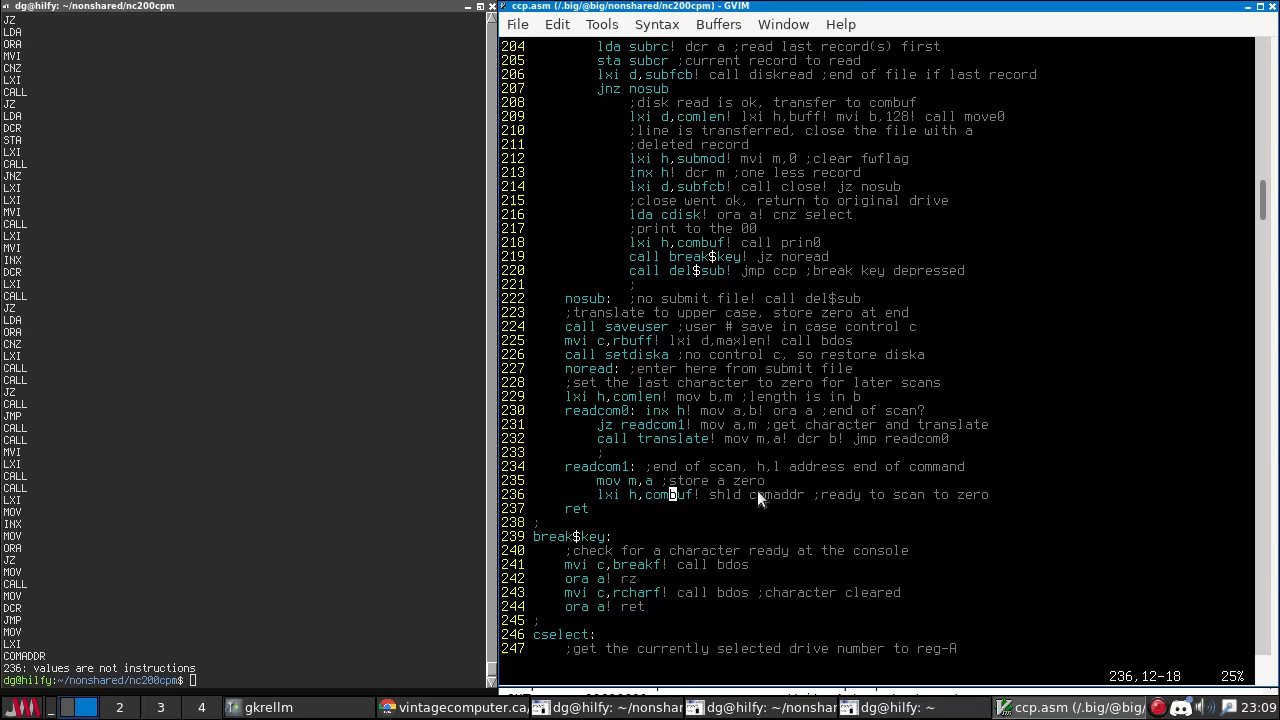 dg@hilfy: ~/nonshared/nc200cpm
JZ
LDA
ORA
MVI
CNZ
LXI
CALL
JZ
LDA
DCR
STA
LXI
CALL
JNZ
LXI
LXI
MVI
CALL
LXI
MVI
INX
DCR
LXI
CALL
JZ
LDA
ORA
CNZ
LXI
CALL
CALL
JZ
CALL
JMP
CALL
CALL
MVI
LXI
CALL
CALL
LXI
MOV
INX
MOV
ORA
JZ
MOV
CALL
MOV
DCR
JMP
MOV
LXI
COMADDR
236: values are not instructions
dg@hilfy:~/nonshared/nc200cpm$
ccp.asm (/.big/@big/nonshared/nc200cpm) - GVIM
File Edit Tools Syntax Buffers Window Help
204 lda subrc! dcr a ;read last record(s) first
205 sta subcr ;current record to read
206 lxi d,subfcb! call diskread ;end of file if last record
207 jnz nosub
208 ;disk read is ok, transfer to combuf
209 lxi d,comlen! lxi h,buff! mvi b,128! call move0
210 ;line is transferred, close the file with a
211 ;deleted record
212 lxi h,submod! mvi m,0 ;clear fwflag
213 inx h! dcr m ;one less record
214 lxi d,subfcb! call close! jz nosub
215 ;close went ok, return to original drive
216 lda cdisk! ora a! cnz select
217 ;print to the 00
218 lxi h,combuf! call prin0
219 call break$key! jz noread
220 call del$sub! jmp ccp ;break key depressed
221 ;
222 nosub: ;no submit file! call del$sub
223 ;translate to upper case, store zero at end
224 call saveuser ;user # save in case control c
225 mvi c,rbuff! lxi d,maxlen! call bdos
226 call setdiska ;no control c, so restore diska
227 noread: ;enter here from submit file
228 ;set the last character to zero for later scans
229 lxi h,comlen! mov b,m ;length is in b
230 readcom0: inx h! mov a,b! ora a ;end of scan?
231 jz readcom1! mov a,m ;get character and translate
232 call translate! mov m,a! dcr b! jmp readcom0
233 ;
234 readcom1: ;end of scan, h,l address end of command
235 mov m,a ;store a zero
236 lxi h,combuf! shld comaddr ;ready to scan to zero
237 ret
238 ;
239 break$key:
240 ;check for a character ready at the console
241 mvi c,breakf! call bdos
242 ora a! rz
243 mvi c,rcharf! call bdos ;character cleared
244 ora a! ret
245 ;
246 cselect:
247 ;get the currently selected drive number to reg-A
236,12-18 25%
2 3 4 gkrellm vintagecomputer.ca/ dg@hilfy:~/nonshar dg@hilfy:~/nonshar dg@hilfy: ~ ccp.asm (/.big/@big/ 23:09